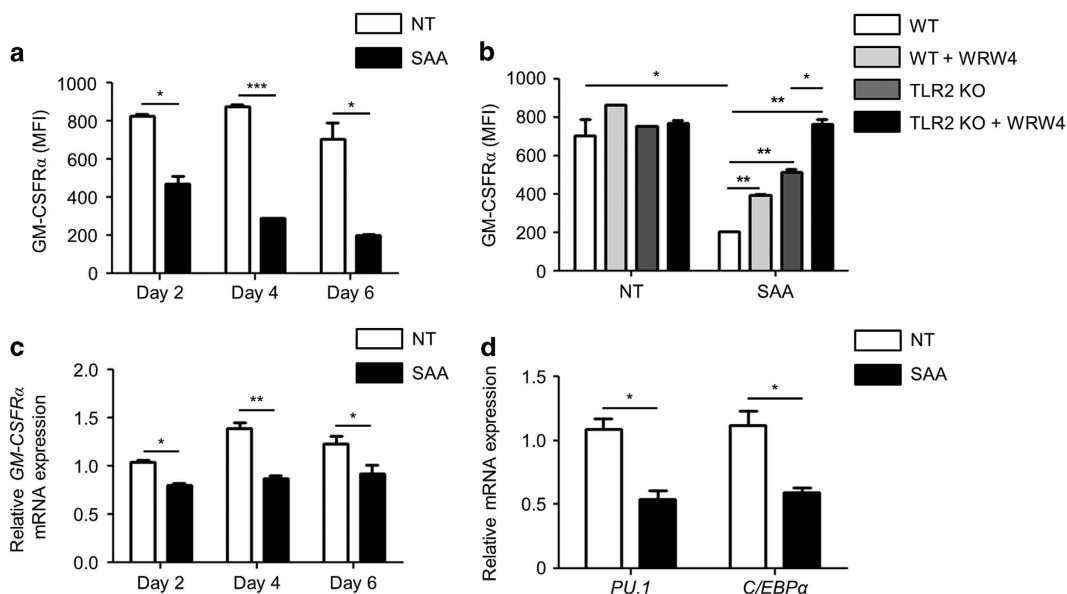 a
NT
SAA
GM-CSFRα (MFI)
1000
800
600
400
200
0
*
***
*
Day 2
Day 4
Day 6
b
WT
WT + WRW4
TLR2 KO
TLR2 KO + WRW4
GM-CSFRα (MFI)
1000
800
600
400
200
0
*
*
**
**
**
NT
SAA
c
NT
SAA
Relative GM-CSFRα
mRNA expression
2.0
1.5
1.0
0.5
0.0
*
**
*
Day 2
Day 4
Day 6
d
NT
SAA
Relative mRNA expression
1.5
1.0
0.5
0
*
*
PU.1
C/EBPα